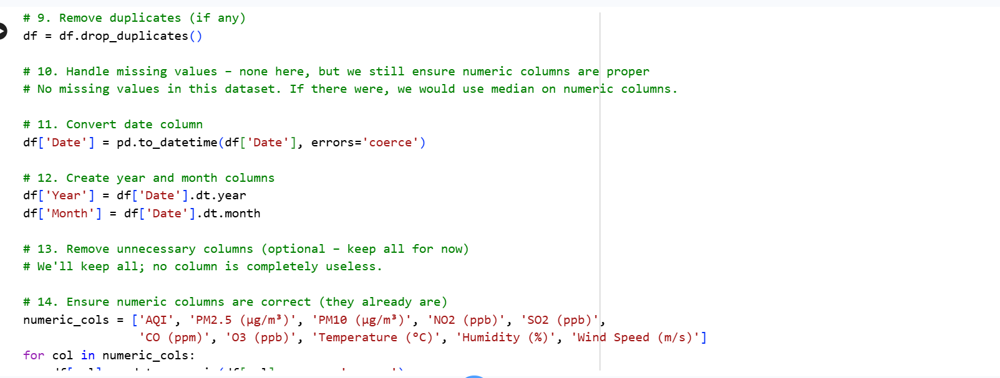 # 9. Remove duplicates (if any)
df = df.drop_duplicates()
# 10. Handle missing values – none here, but we still ensure numeric columns are proper
# No missing values in this dataset. If there were, we would use median on numeric columns.
# 11. Convert date column
df['Date'] = pd.to_datetime(df['Date'], errors='coerce')
# 12. Create year and month columns
df['Year'] = df['Date'].dt.year
df['Month'] = df['Date'].dt.month
# 13. Remove unnecessary columns (optional – keep all for now)
# We'll keep all; no column is completely useless.
# 14. Ensure numeric columns are correct (they already are)
numeric_cols = ['AQI', 'PM2.5 (µg/m³)', 'PM10 (µg/m³)', 'NO2 (ppb)', 'SO2 (ppb)',
'CO (ppm)', 'O3 (ppb)', 'Temperature (°C)', 'Humidity (%)', 'Wind Speed (m/s)']
for col in numeric_cols: